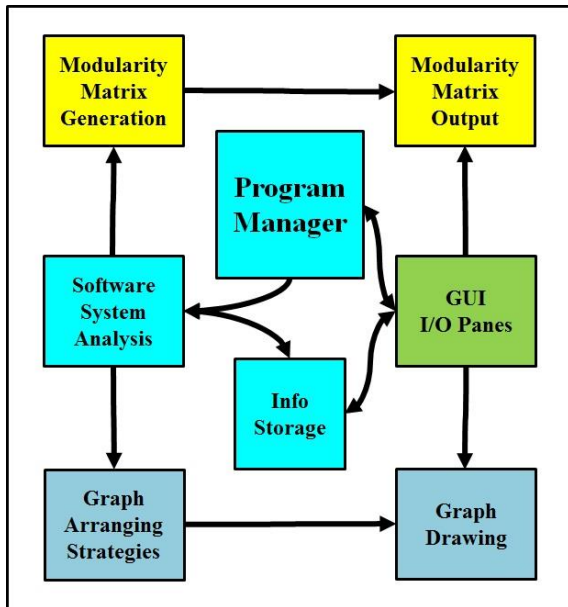 Modularity
Matrix
Generation
Modularity
Matrix
Output
Program
Manager
Software
System
Analysis
GUI
I/O Panes
Info
Storage
Graph
Arranging
Strategies
Graph
Drawing